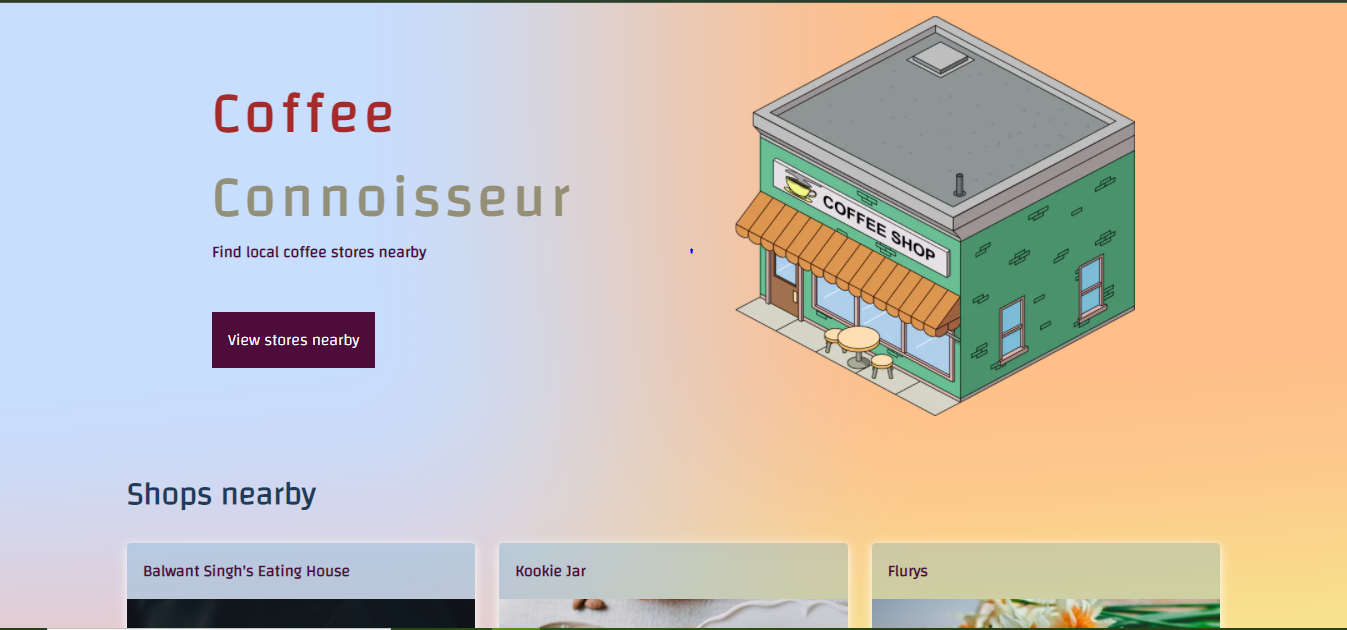 Coffee
Connoisseur
Find local coffee stores nearby
View stores nearby
COFFEE SHOP
Shops nearby
Balwant Singh's Eating House
Kookie Jar
Flurys